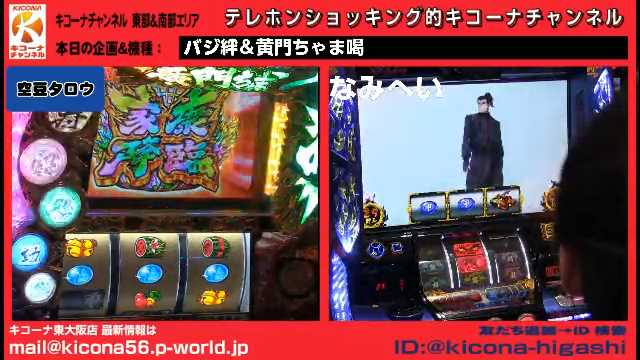 KICONA
キコーナ
チャンネル
キコーナチャンネル 東部&南部エリア
テレホンショッキング的キコーナチャンネル
本日の企画&機種:
バジ絆&黄門ちゃま喝
空豆タロウ
なみへい
家康
降臨
キコーナ東大阪店 最新情報は
mail@kicona56.p-world.jp
友だち追加→ID 検索
ID:@kicona-higashi